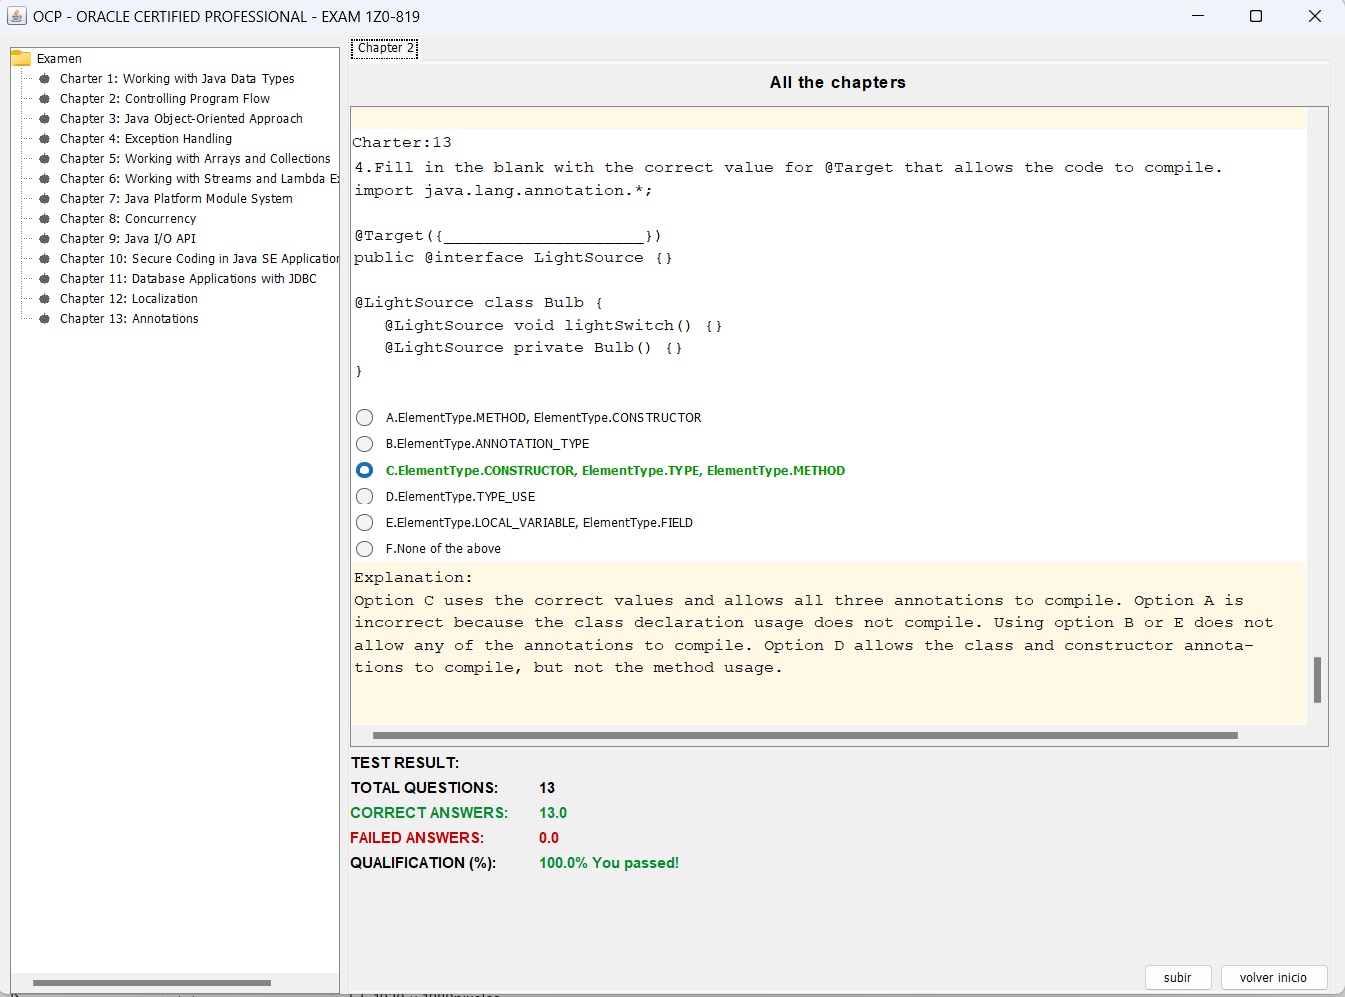 OCP - ORACLE CERTIFIED PROFESSIONAL - EXAM 1Z0-819
Examen
Charter 1: Working with Java Data Types
Chapter 2: Controlling Program Flow
Chapter 3: Java Object-Oriented Approach
Chapter 4: Exception Handling
Chapter 5: Working with Arrays and Collections
Chapter 6: Working with Streams and Lambda Ex
Chapter 7: Java Platform Module System
Chapter 8: Concurrency
Chapter 9: Java I/O API
Chapter 10: Secure Coding in Java SE Application
Chapter 11: Database Applications with JDBC
Chapter 12: Localization
Chapter 13: Annotations
Chapter 2
All the chapters
Charter:13
4.Fill in the blank with the correct value for @Target that allows the code to compile.
import java.lang.annotation.*;
@Target({____________________})
public @interface LightSource {}
@LightSource class Bulb {
@LightSource void lightSwitch() {}
@LightSource private Bulb() {}
}
A.ElementType.METHOD, ElementType.CONSTRUCTOR
B.ElementType.ANNOTATION_TYPE
C.ElementType.CONSTRUCTOR, ElementType.TYPE, ElementType.METHOD
D.ElementType.TYPE_USE
E.ElementType.LOCAL_VARIABLE, ElementType.FIELD
F.None of the above
Explanation:
Option C uses the correct values and allows all three annotations to compile. Option A is
incorrect because the class declaration usage does not compile. Using option B or E does not
allow any of the annotations to compile. Option D allows the class and constructor annota-
tions to compile, but not the method usage.
TEST RESULT:
TOTAL QUESTIONS: 13
CORRECT ANSWERS: 13.0
FAILED ANSWERS: 0.0
QUALIFICATION (%): 100.0% You passed!
subir
volver inicio